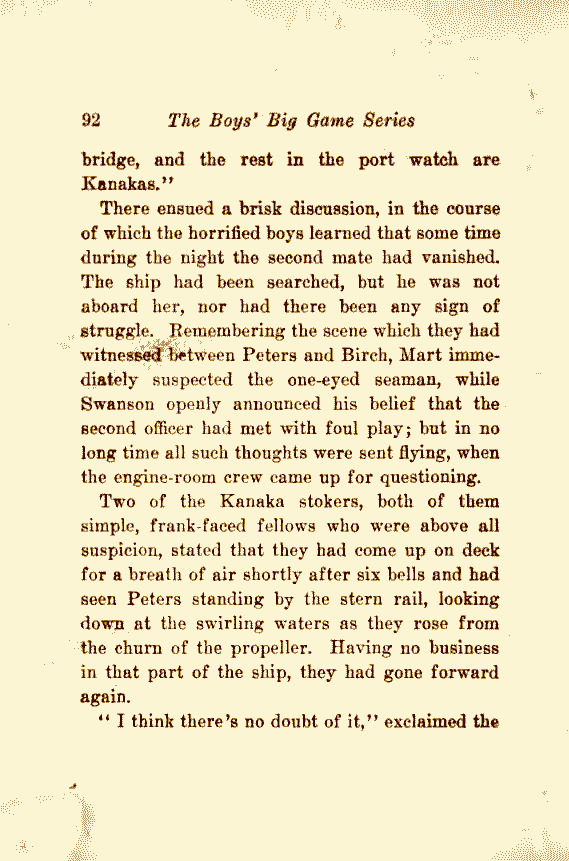 92 The Boys' Big Game Series
bridge, and the rest in the port watch are
Kanakas."
There ensued a brisk discussion, in the course
of which the horrified boys learned that some time
during the night the second mate had vanished.
The ship had been searched, but he was not
aboard her, nor had there been any sign of
struggle. Remembering the scene which they had
witnessed between Peters and Birch, Mart imme-
diately suspected the one-eyed seaman, while
Swanson openly announced his belief that the
second officer had met with foul play; but in no
long time all such thoughts were sent flying, when
the engine-room crew came up for questioning.
Two of the Kanaka stokers, both of them
simple, frank-faced fellows who were above all
suspicion, stated that they had come up on deck
for a breath of air shortly after six bells and had
seen Peters standing by the stern rail, looking
down at the swirling waters as they rose from
the churn of the propeller. Having no business
in that part of the ship, they had gone forward
again.
"I think there's no doubt of it," exclaimed the